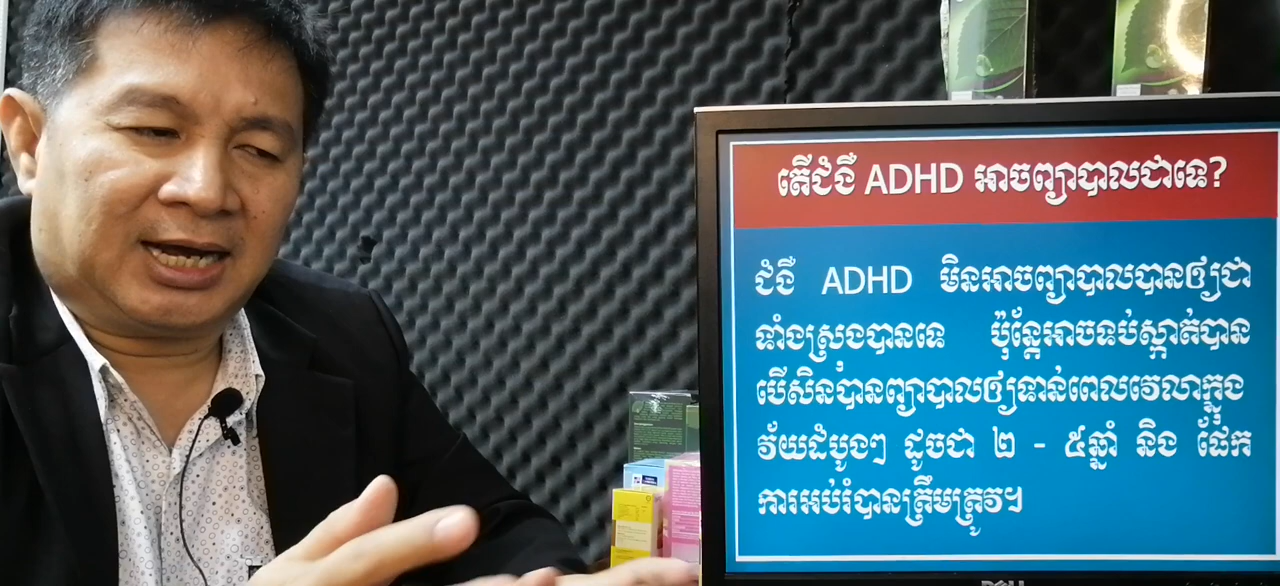 តើជំងឺ ADHD អាចព្យាបាលជាទេ?
ជំងឺ ADHD មិនអាចព្យាបាលបានឲ្យជា
ទាំងស្រុងបានទេ ប៉ុន្តែអាចទប់ស្កាត់បាន
បើសិនបានព្យាបាលឲ្យទាន់ពេលវេលាក្នុង
វ័យដំបូងៗ ដូចជា ២ - ៥ឆ្នាំ និង ផ្នែក
ការអប់រំបានត្រឹមត្រូវ។
DELL